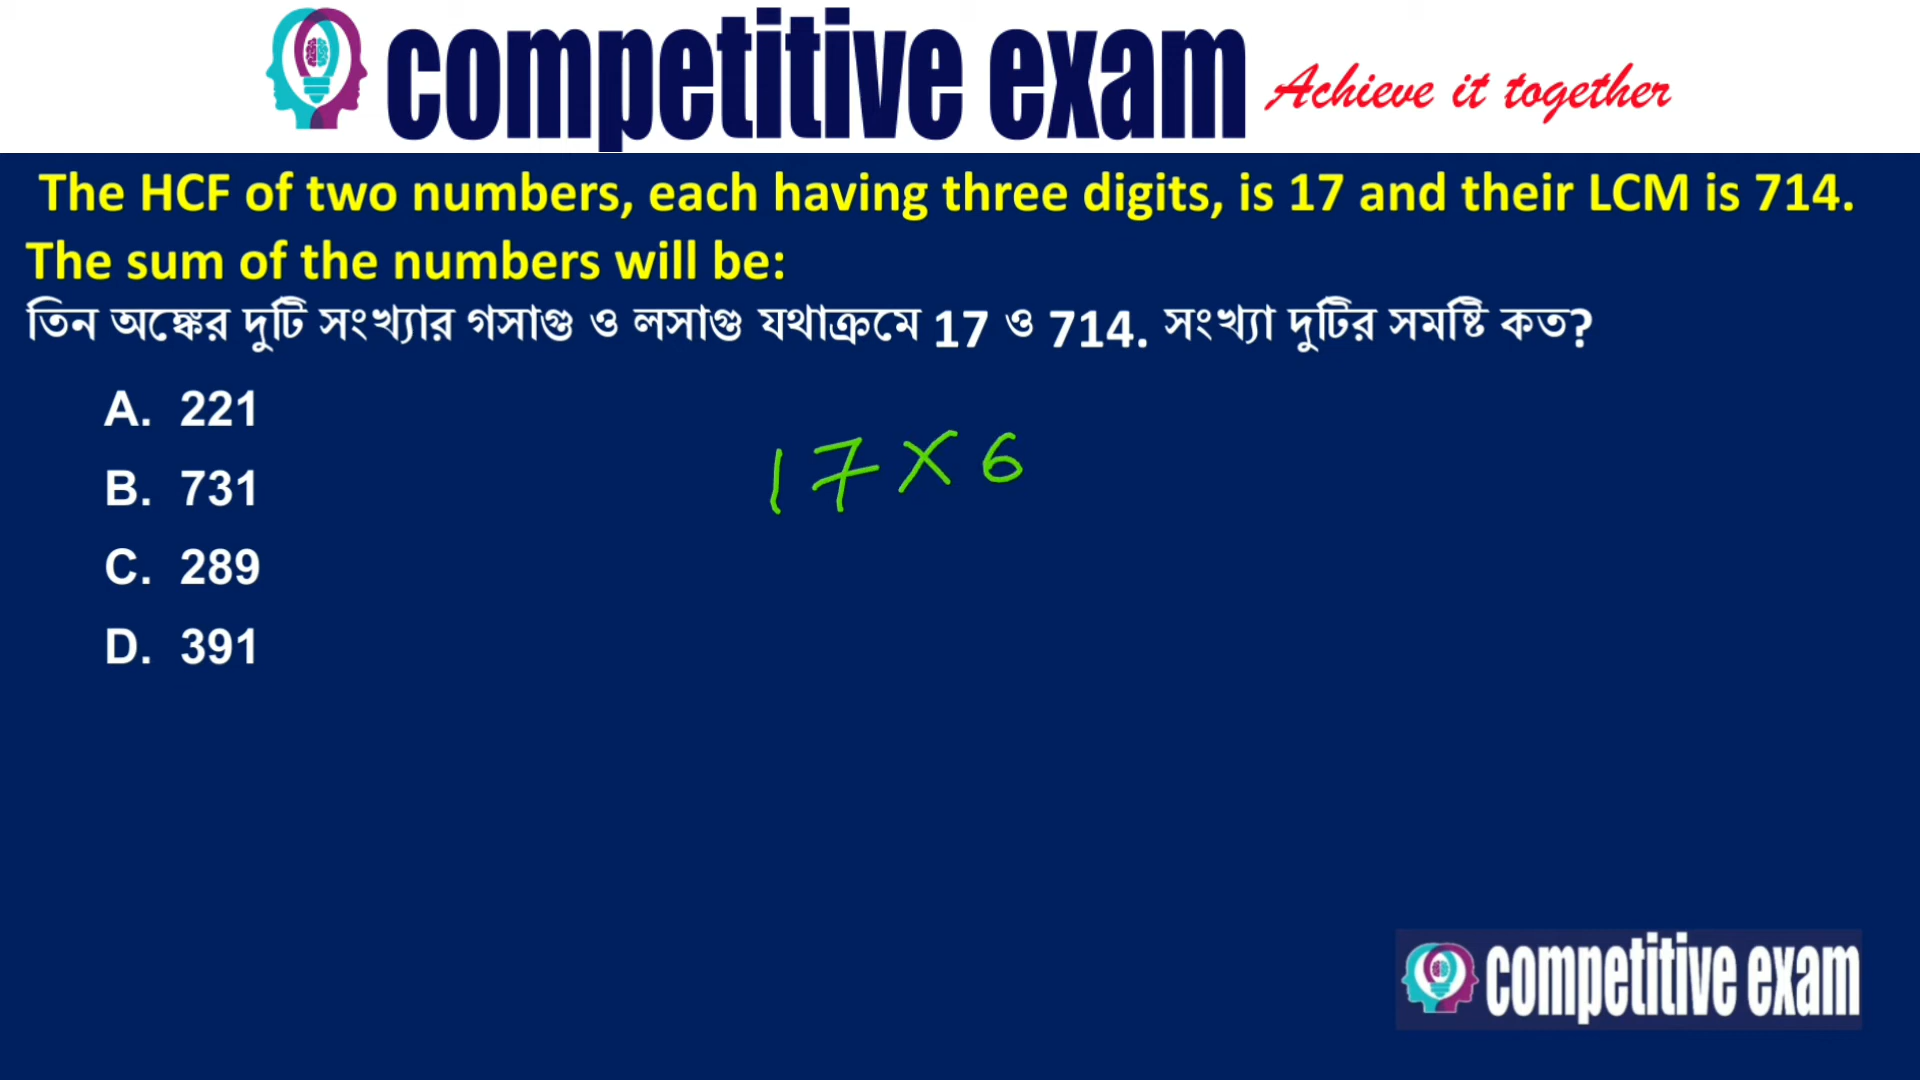 competitive exam Achieve it together
The HCF of two numbers, each having three digits, is 17 and their LCM is 714.
The sum of the numbers will be:
তিন অঙ্কের দুটি সংখ্যার গসাগু ও লসাগু যথাক্রমে 17 ও 714. সংখ্যা দুটির সমষ্টি কত?
A. 221
B. 731
C. 289
D. 391
17 × 6
competitive exam